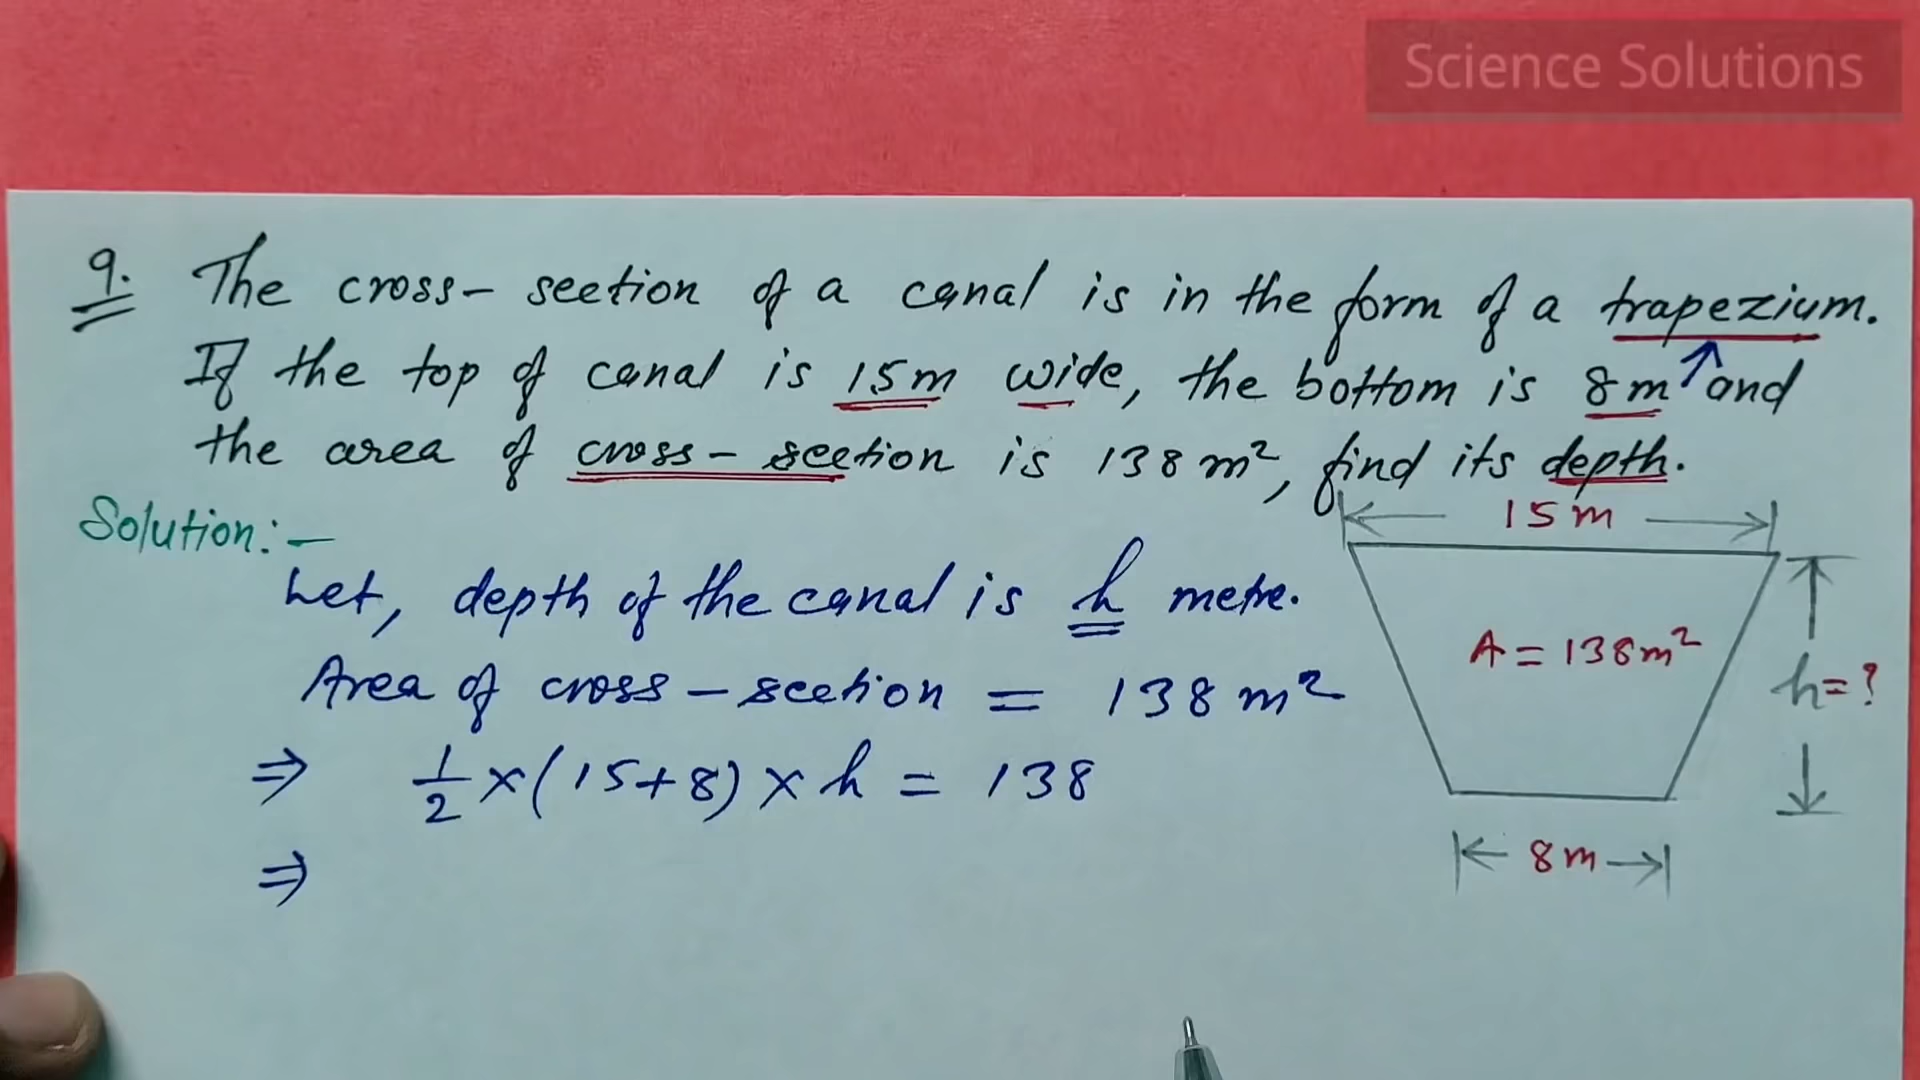 Science Solutions
9. The cross-section of a canal is in the form of a trapezium.
If the top of canal is 15m wide, the bottom is 8m and
the area of cross-section is 138 m², find its depth.
Solution:-
15m
Let, depth of the canal is h metre.
A = 138m²
Area of cross-section = 138 m²
h=?
⇒ 1/2 × (15+8) × h = 138
8m
⇒